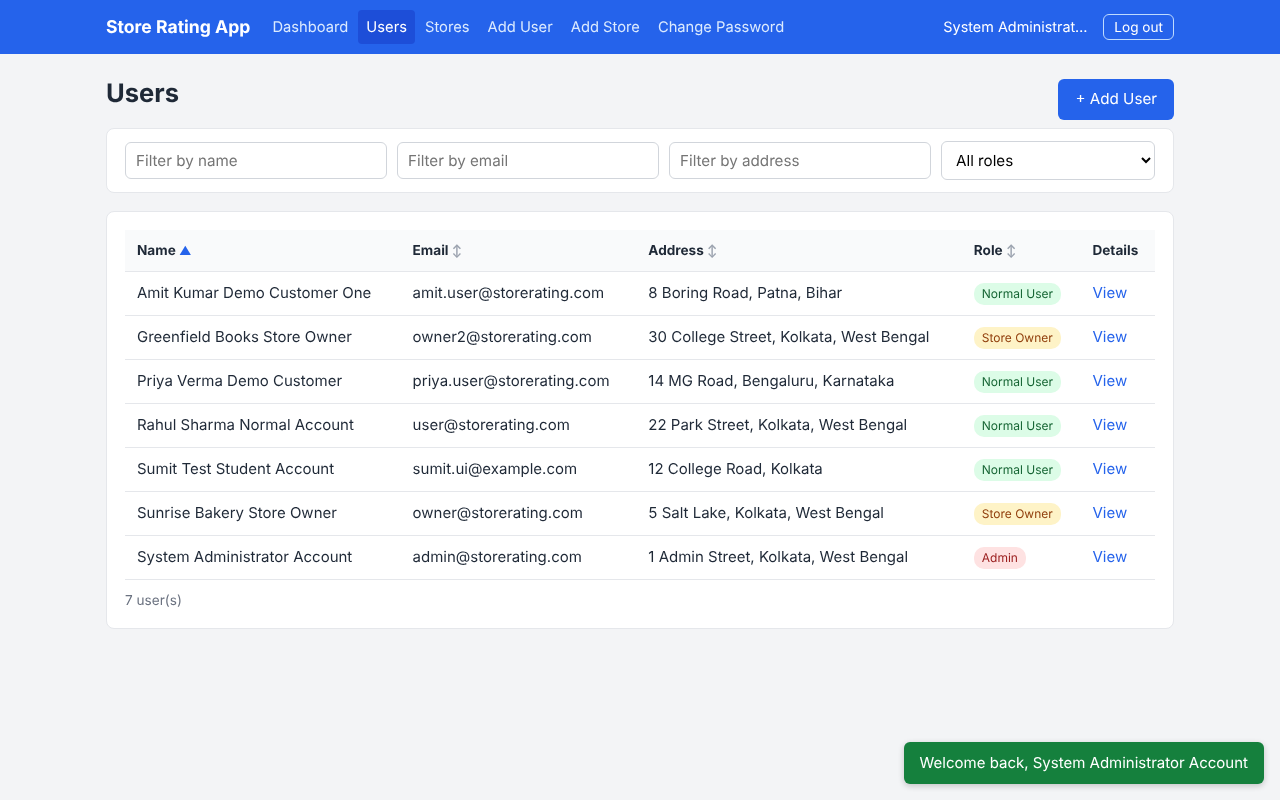 Store Rating App Dashboard Users Stores Add User Add Store Change Password System Administrat... Log out
Users
+ Add User
Filter by name Filter by email Filter by address All roles
Name Email Address Role Details
Amit Kumar Demo Customer One amit.user@storerating.com 8 Boring Road, Patna, Bihar Normal User View
Greenfield Books Store Owner owner2@storerating.com 30 College Street, Kolkata, West Bengal Store Owner View
Priya Verma Demo Customer priya.user@storerating.com 14 MG Road, Bengaluru, Karnataka Normal User View
Rahul Sharma Normal Account user@storerating.com 22 Park Street, Kolkata, West Bengal Normal User View
Sumit Test Student Account sumit.ui@example.com 12 College Road, Kolkata Normal User View
Sunrise Bakery Store Owner owner@storerating.com 5 Salt Lake, Kolkata, West Bengal Store Owner View
System Administrator Account admin@storerating.com 1 Admin Street, Kolkata, West Bengal Admin View
7 user(s)
Welcome back, System Administrator Account